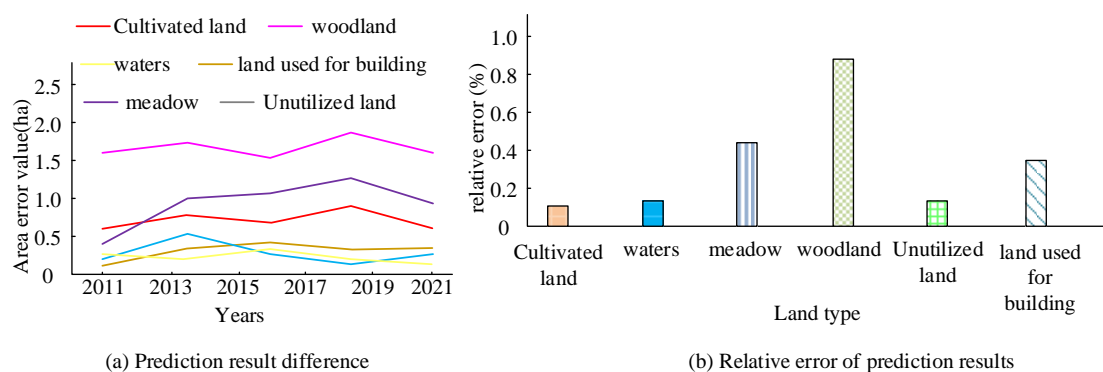 Cultivated land
woodland
waters
land used for building
meadow
Unutilized land
2.5
2.0
1.5
1.0
0.5
0
Area error value(ha)
2011 2013 2015 2017 2019 2021
Years
(a) Prediction result difference
1.0
0.8
0.6
0.4
0.2
0
relative error (%)
Cultivated
land
waters
meadow
woodland
Unutilized
land
land used
for
building
Land type
(b) Relative error of prediction results